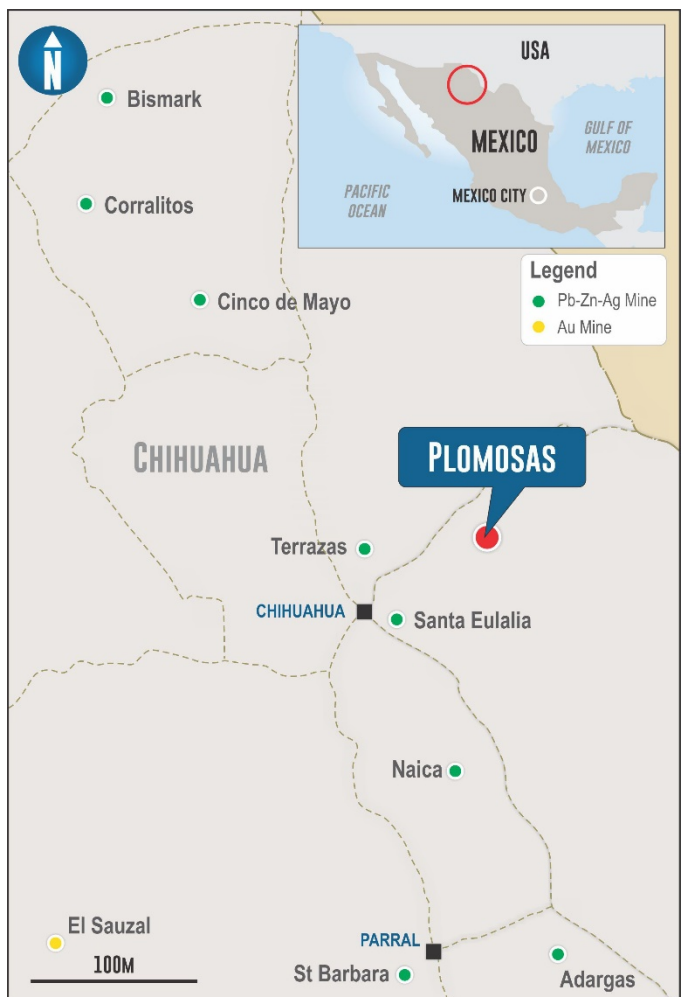 N
Bismark
Corralitos
Cinco de Mayo
USA
MEXICO
GULF OF
MEXICO
PACIFIC
OCEAN
MEXICO CITY
Legend
Pb-Zn-Ag Mine
Au Mine
CHIHUAHUA
PLOMOSAS
Terrazas
CHIHUAHUA
Santa Eulalia
Naica
El Sauzal
100M
PARRAL
St Barbara
Adargas